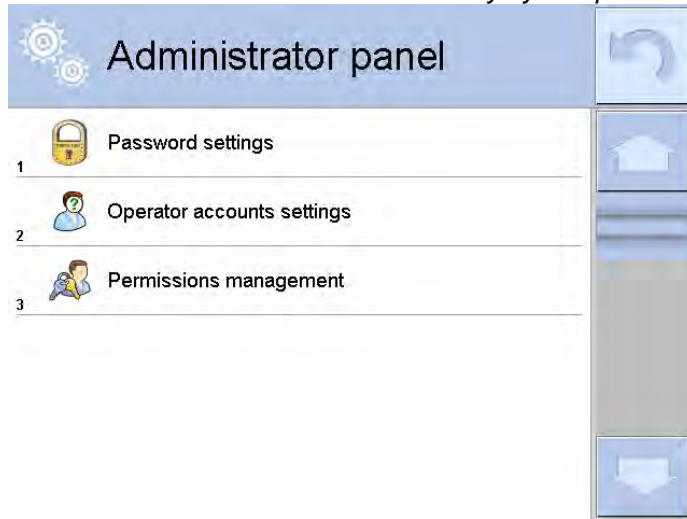 Administrator panel
1 Password settings
2 Operator accounts settings
3 Permissions management